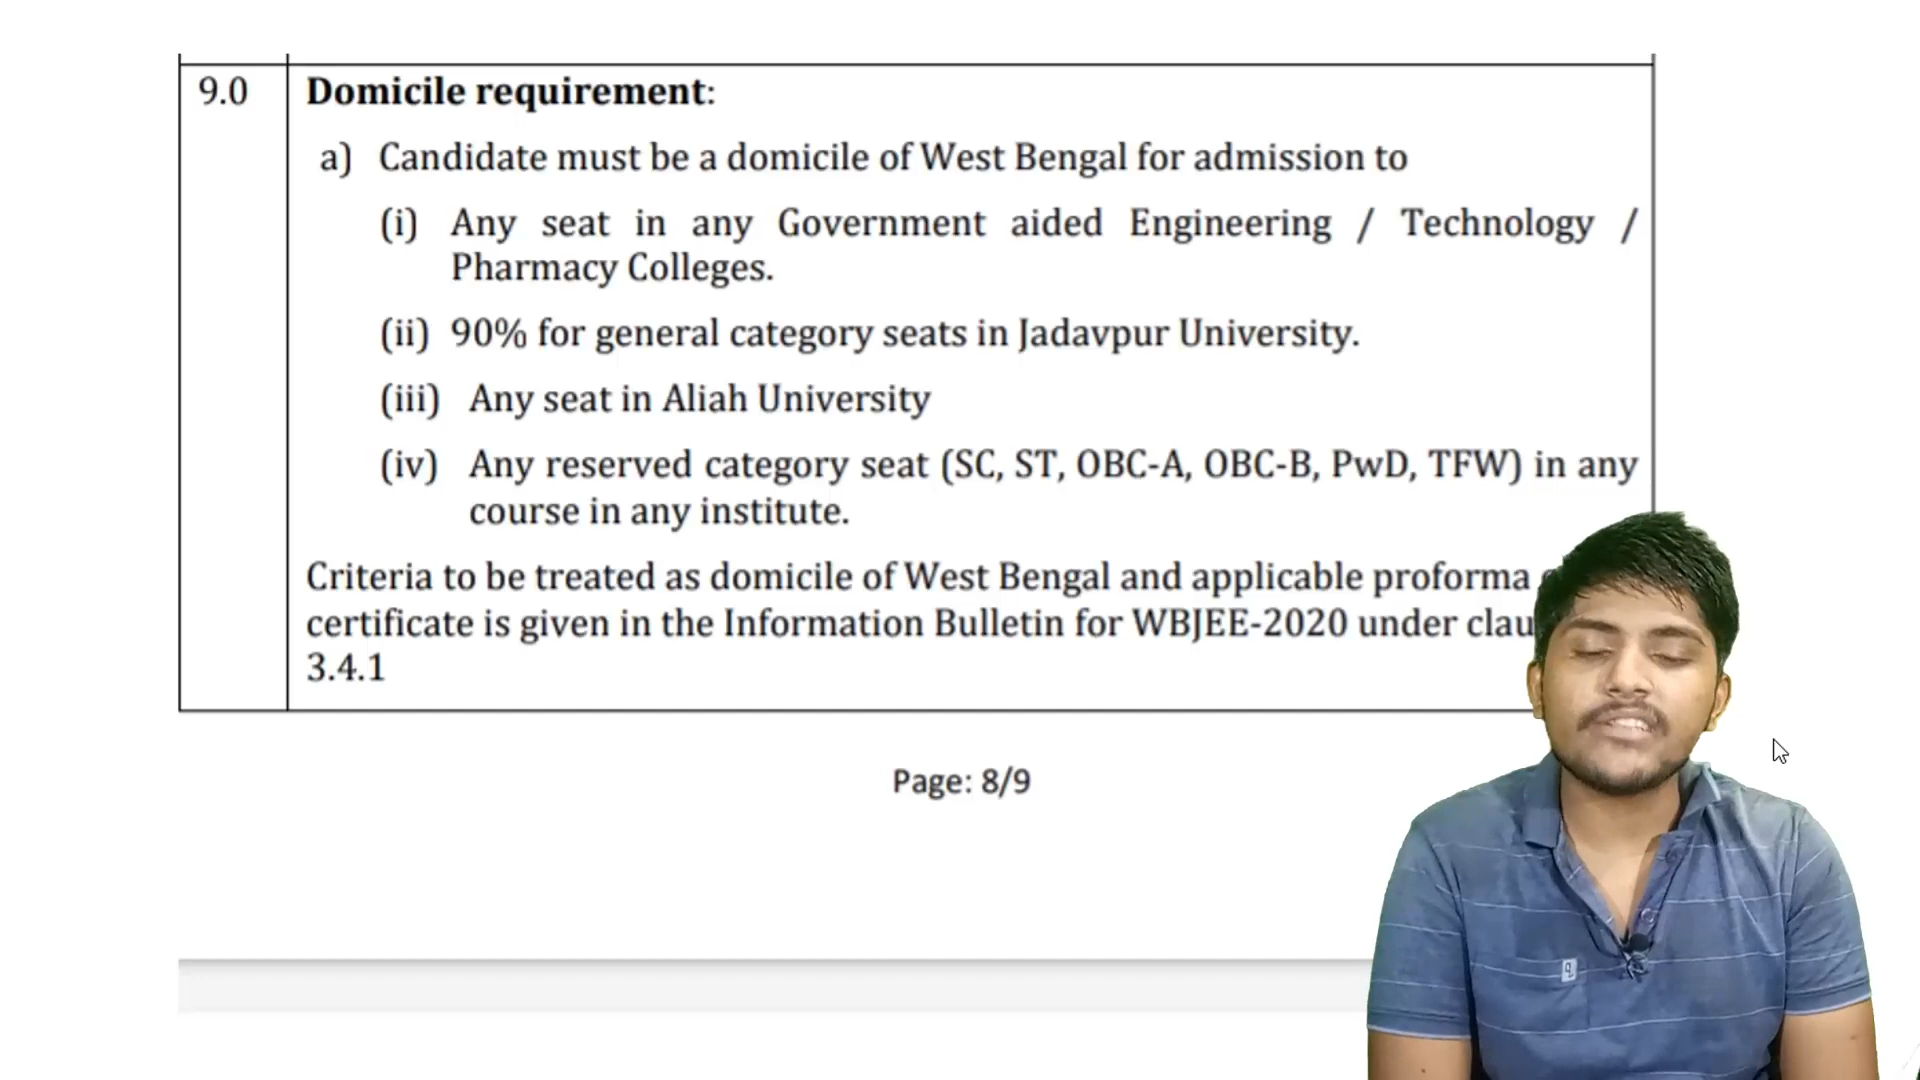 9.0 Domicile requirement:
a) Candidate must be a domicile of West Bengal for admission to
(i) Any seat in any Government aided Engineering / Technology /
Pharmacy Colleges.
(ii) 90% for general category seats in Jadavpur University.
(iii) Any seat in Aliah University
(iv) Any reserved category seat (SC, ST, OBC-A, OBC-B, PwD, TFW) in any
course in any institute.
Criteria to be treated as domicile of West Bengal and applicable proforma
certificate is given in the Information Bulletin for WBJEE-2020 under
3.4.1
Page: 8/9